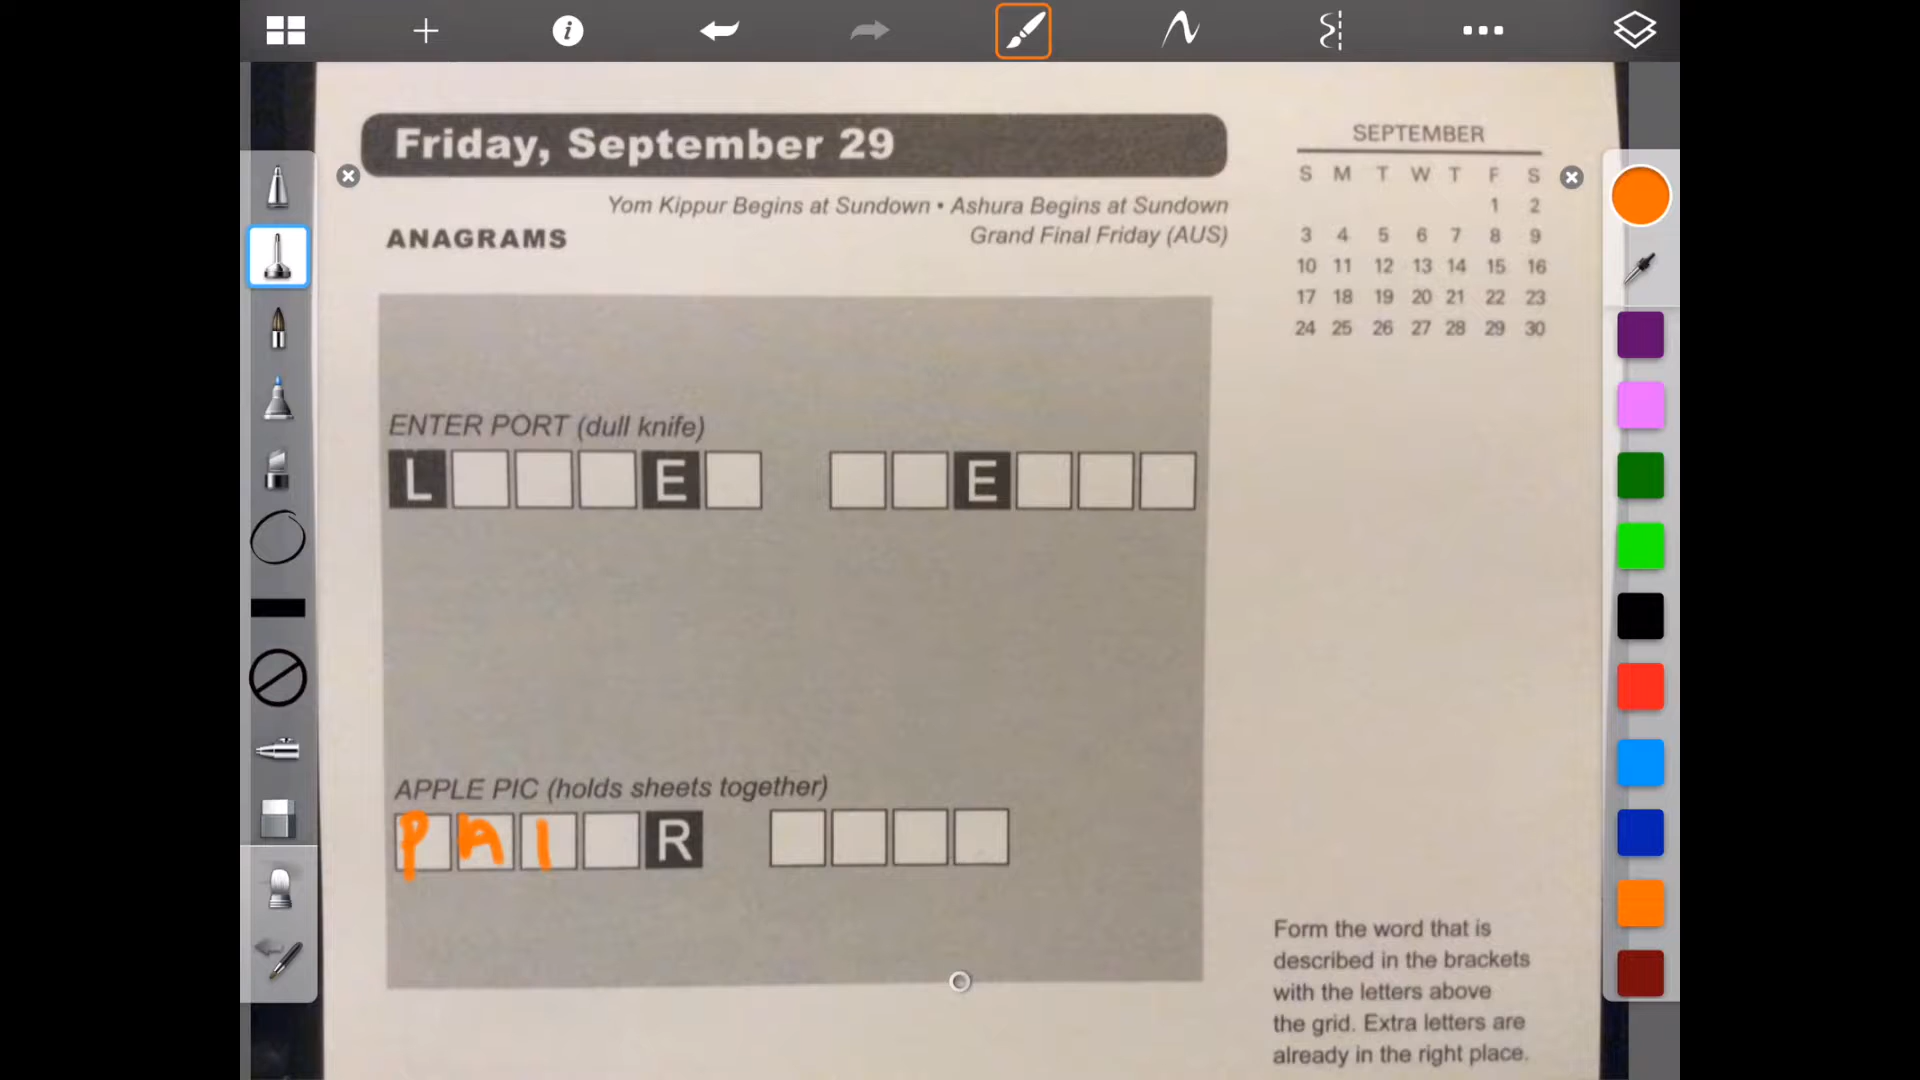 Friday, September 29
Yom Kippur Begins at Sundown • Ashura Begins at Sundown
ANAGRAMS
Grand Final Friday (AUS)
SEPTEMBER
S M T W T F S
1 2
3 4 5 6 7 8 9
10 11 12 13 14 15 16
17 18 19 20 21 22 23
24 25 26 27 28 29 30
ENTER PORT (dull knife)
L E E
APPLE PIC (holds sheets together)
P A I R
Form the word that is
described in the brackets
with the letters above
the grid. Extra letters are
already in the right place.